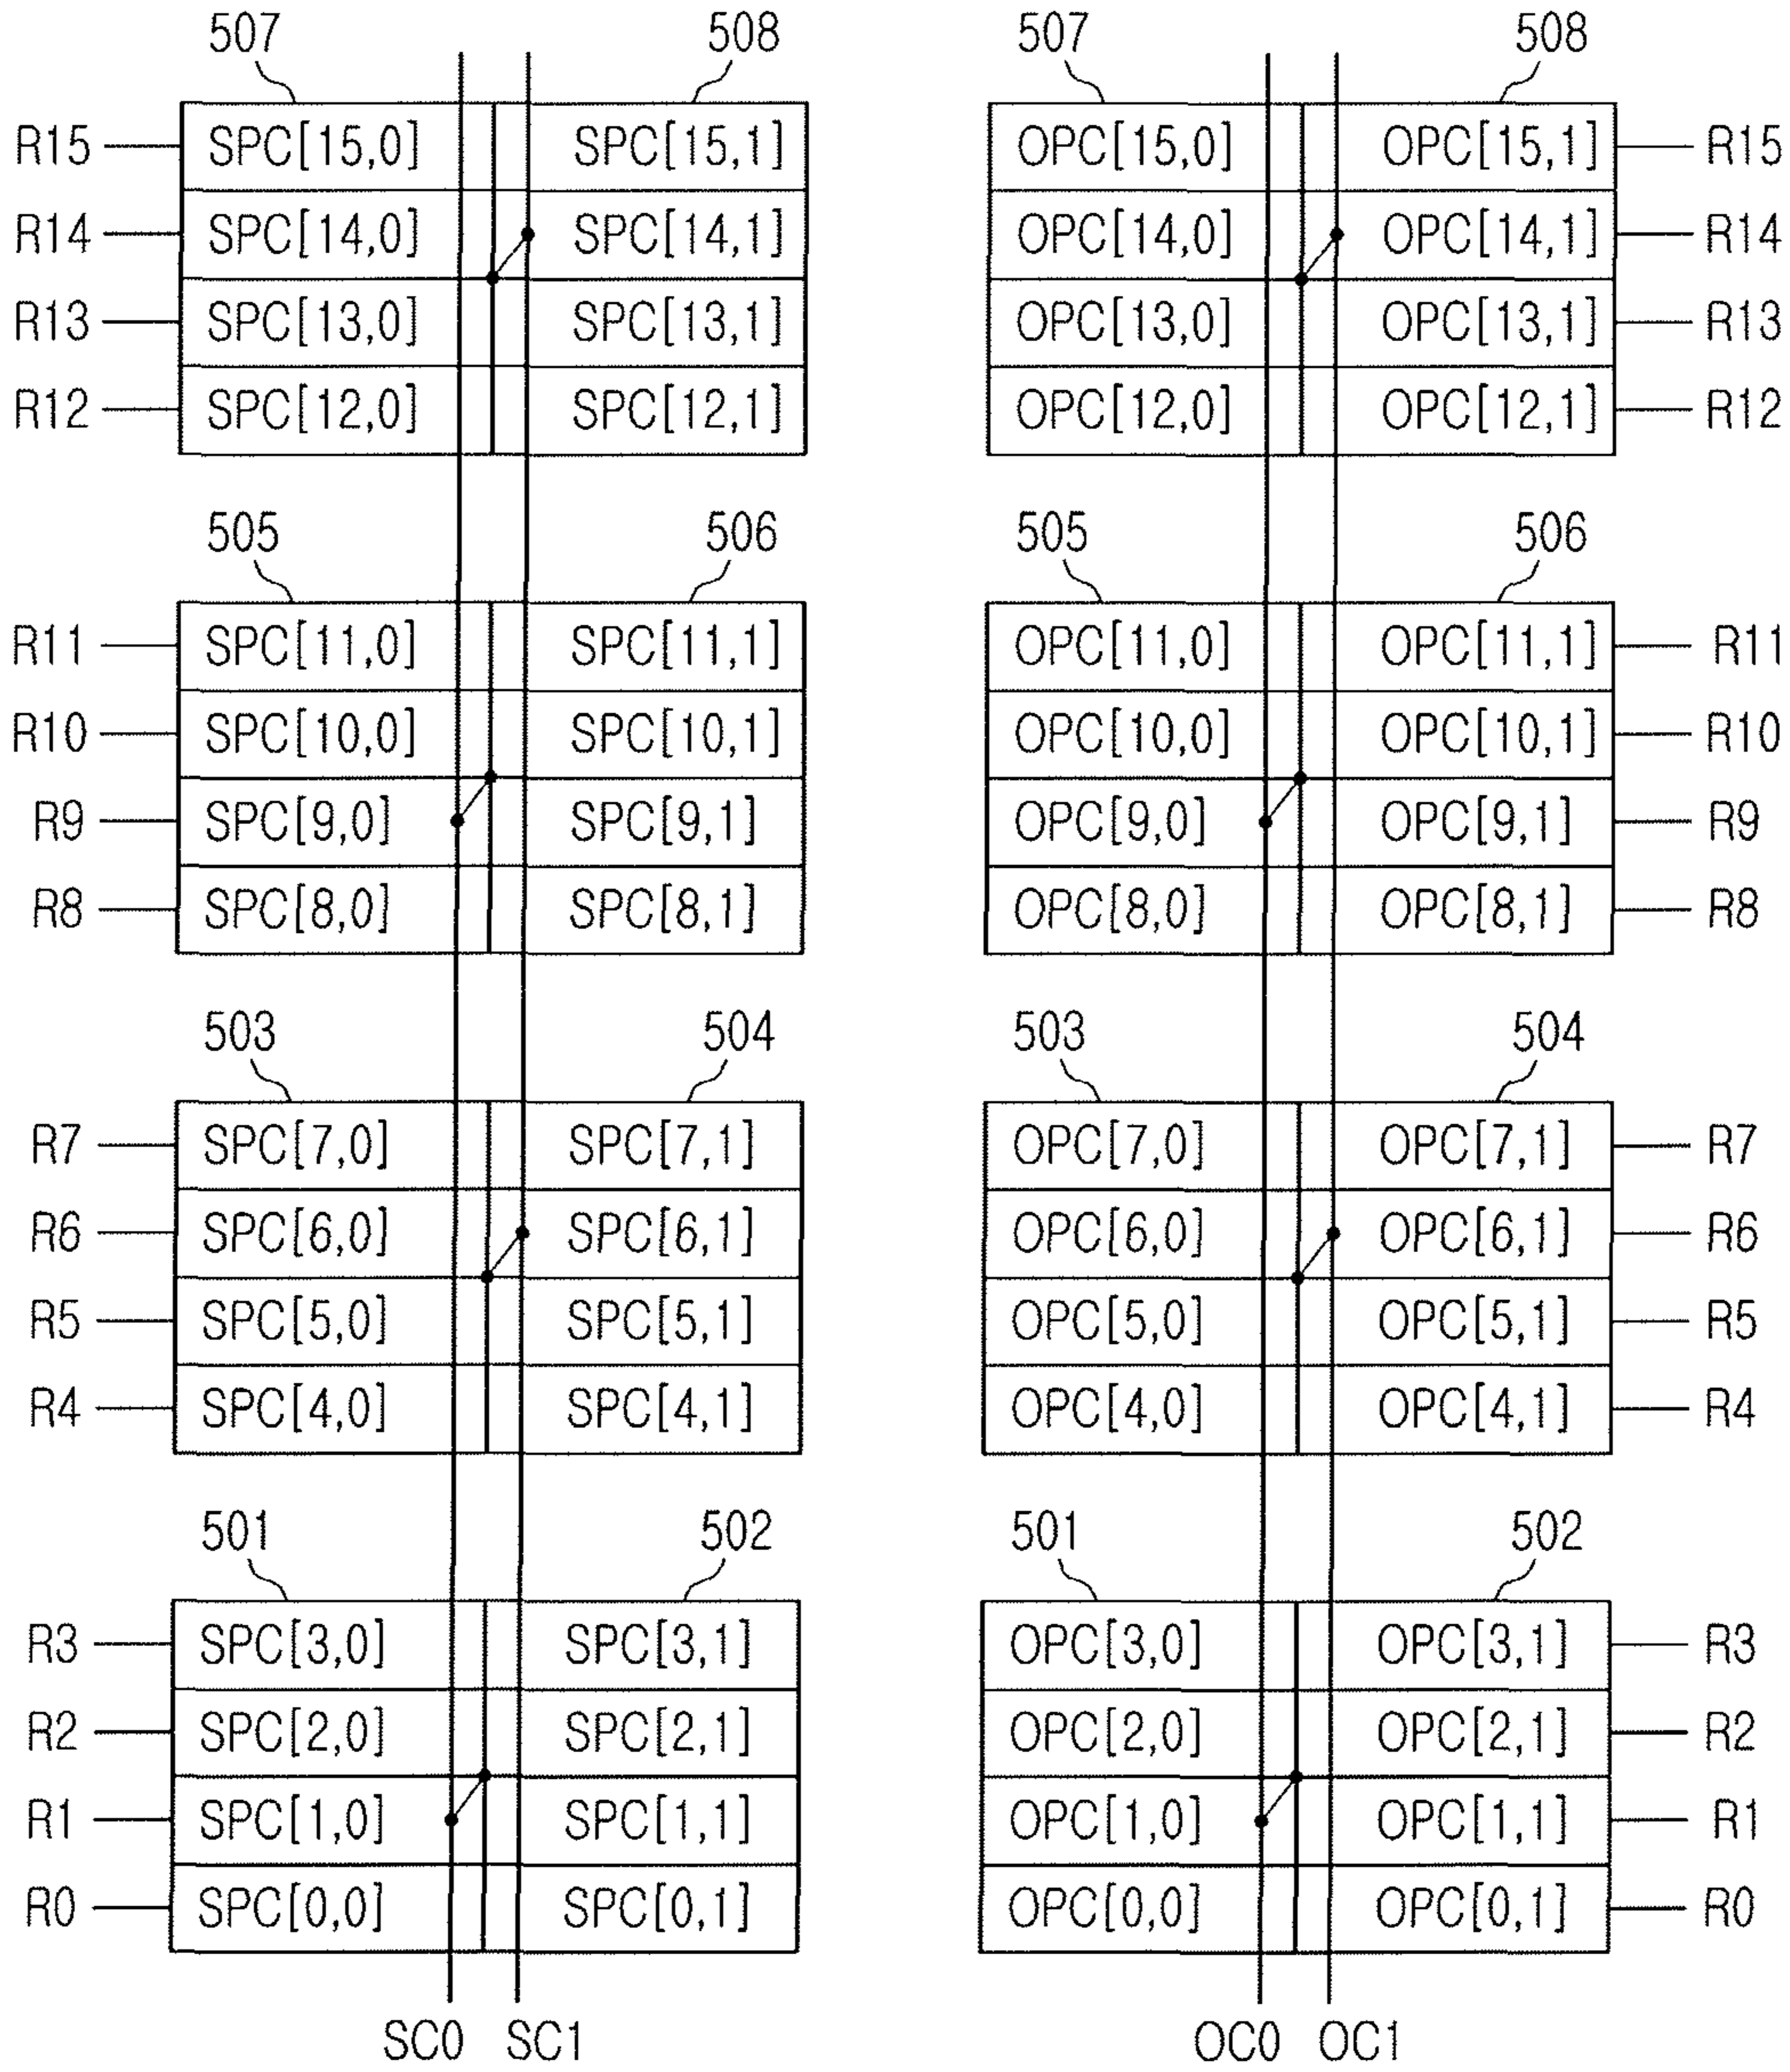 507 508 507 508
R15 SPC[15,0] SPC[15,1] OPC[15,0] OPC[15,1] R15
R14 SPC[14,0] SPC[14,1] OPC[14,0] OPC[14,1] R14
R13 SPC[13,0] SPC[13,1] OPC[13,0] OPC[13,1] R13
R12 SPC[12,0] SPC[12,1] OPC[12,0] OPC[12,1] R12
505 506 505 506
R11 SPC[11,0] SPC[11,1] OPC[11,0] OPC[11,1] R11
R10 SPC[10,0] SPC[10,1] OPC[10,0] OPC[10,1] R10
R9 SPC[9,0] SPC[9,1] OPC[9,0] OPC[9,1] R9
R8 SPC[8,0] SPC[8,1] OPC[8,0] OPC[8,1] R8
503 504 503 504
R7 SPC[7,0] SPC[7,1] OPC[7,0] OPC[7,1] R7
R6 SPC[6,0] SPC[6,1] OPC[6,0] OPC[6,1] R6
R5 SPC[5,0] SPC[5,1] OPC[5,0] OPC[5,1] R5
R4 SPC[4,0] SPC[4,1] OPC[4,0] OPC[4,1] R4
501 502 501 502
R3 SPC[3,0] SPC[3,1] OPC[3,0] OPC[3,1] R3
R2 SPC[2,0] SPC[2,1] OPC[2,0] OPC[2,1] R2
R1 SPC[1,0] SPC[1,1] OPC[1,0] OPC[1,1] R1
R0 SPC[0,0] SPC[0,1] OPC[0,0] OPC[0,1] R0
SC0 SC1 OC0 OC1